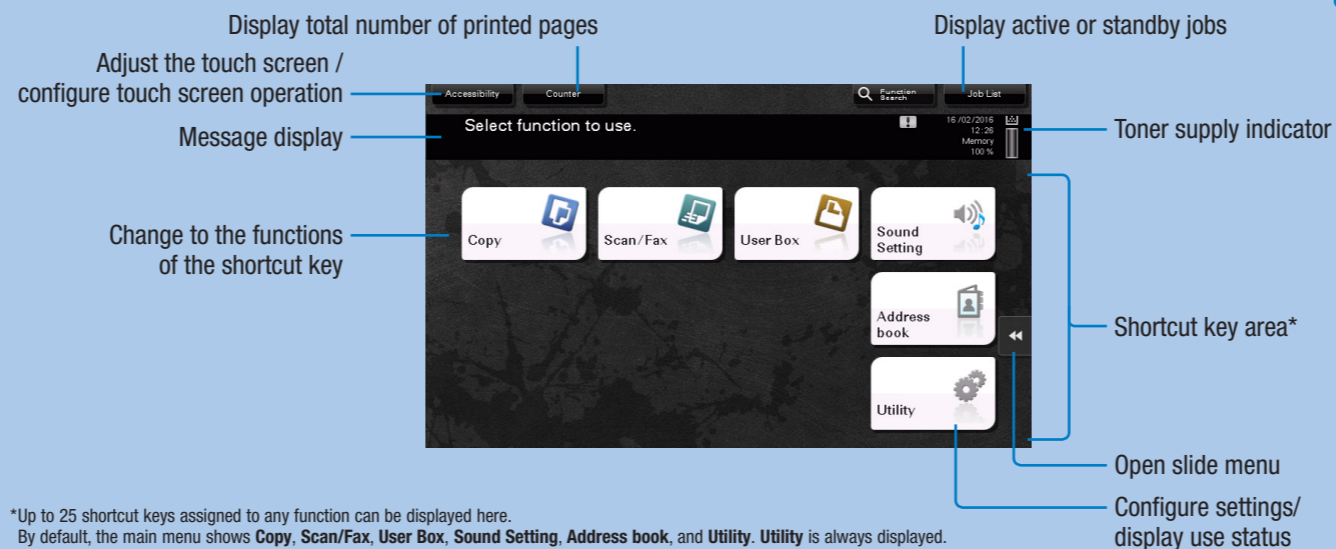 Display total number of printed pages
Display active or standby jobs
Adjust the touch screen /
configure touch screen operation
Message display
Accessibility
Counter
Function
Search
Job List
Select function to use.
16/02/2016
12:26
Memory
100 %
Toner supply indicator
Change to the functions
of the shortcut key
Copy
Scan/Fax
User Box
Sound
Setting
Address
book
Utility
Shortcut key area*
Open slide menu
Configure settings/
display use status
*Up to 25 shortcut keys assigned to any function can be displayed here.
By default, the main menu shows Copy, Scan/Fax, User Box, Sound Setting, Address book, and Utility. Utility is always displayed.